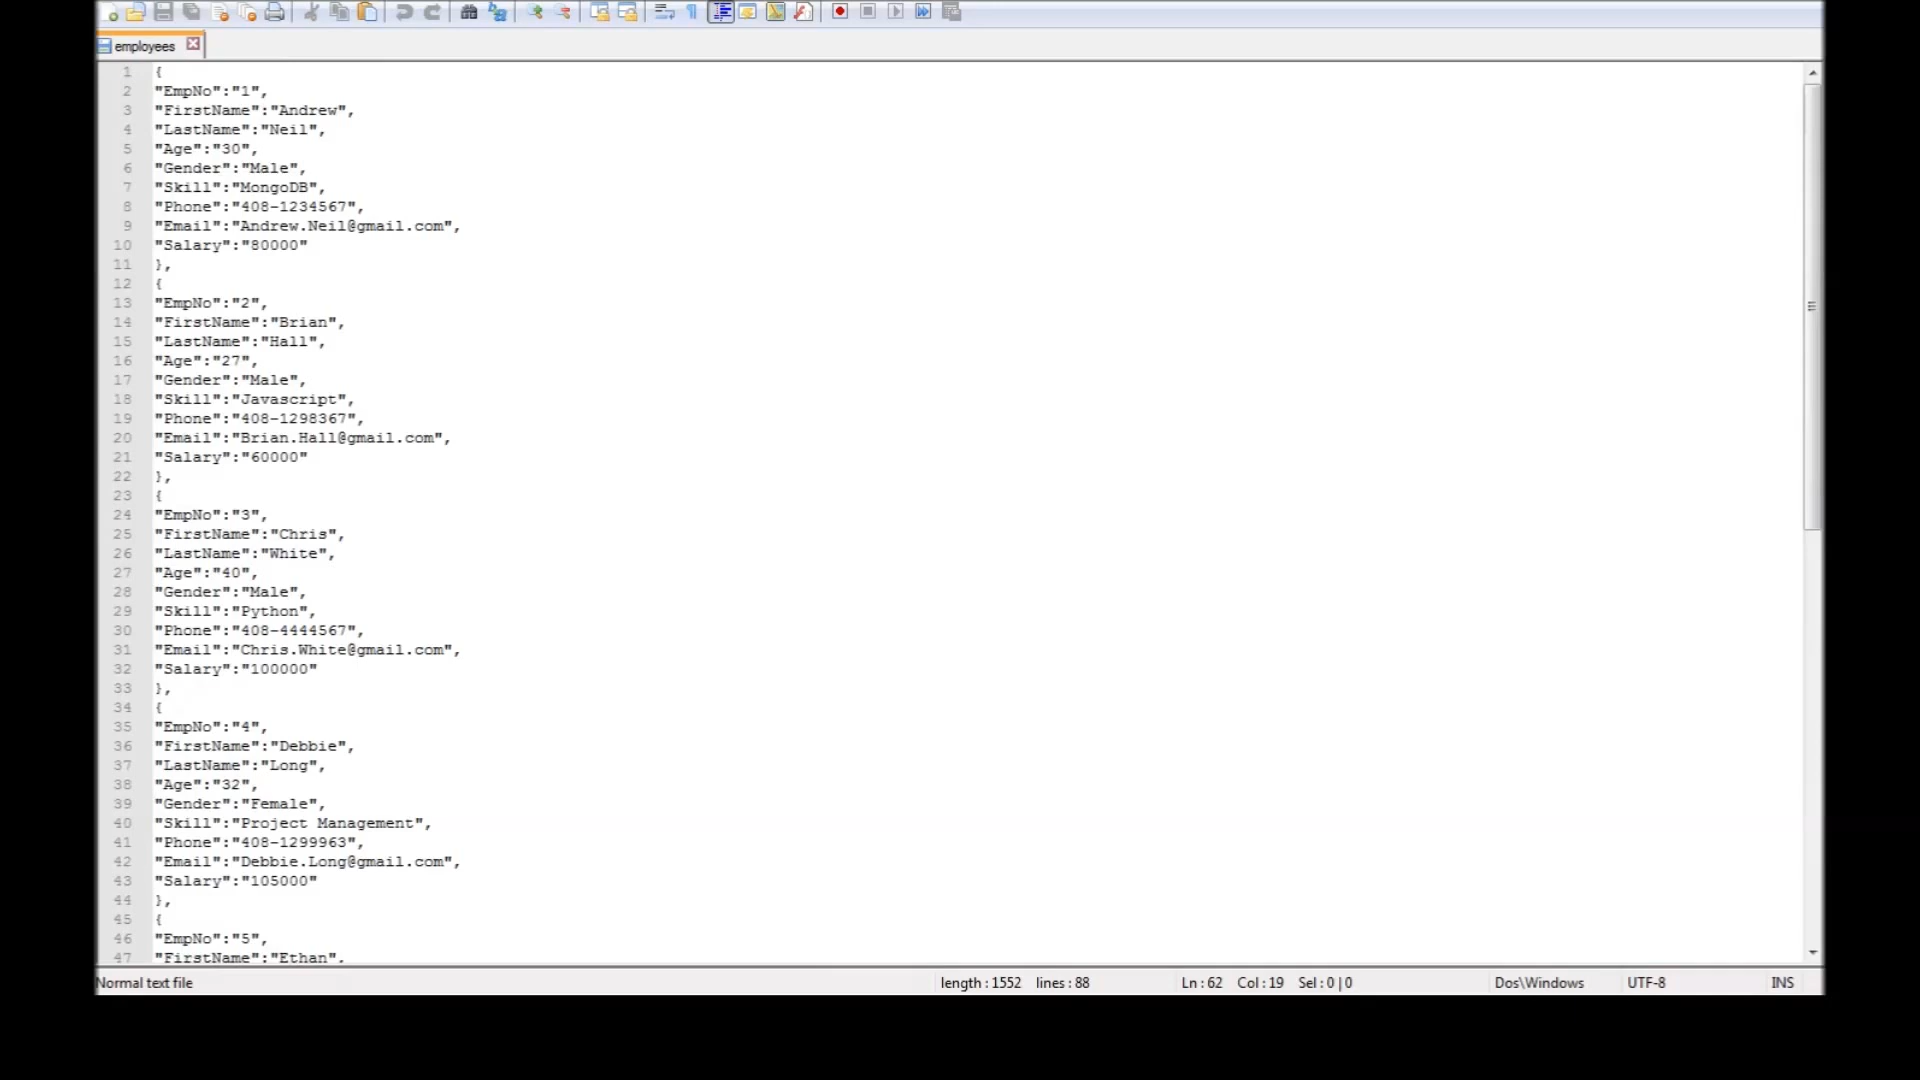 employees
1 {
2 "EmpNo":"1",
3 "FirstName":"Andrew",
4 "LastName":"Neil",
5 "Age":"30",
6 "Gender":"Male",
7 "Skill":"MongoDB",
8 "Phone":"408-1234567",
9 "Email":"Andrew.Neil@gmail.com",
10 "Salary":"80000"
11 },
12 {
13 "EmpNo":"2",
14 "FirstName":"Brian",
15 "LastName":"Hall",
16 "Age":"27",
17 "Gender":"Male",
18 "Skill":"Javascript",
19 "Phone":"408-1298367",
20 "Email":"Brian.Hall@gmail.com",
21 "Salary":"60000"
22 },
23 {
24 "EmpNo":"3",
25 "FirstName":"Chris",
26 "LastName":"White",
27 "Age":"40",
28 "Gender":"Male",
29 "Skill":"Python",
30 "Phone":"408-4444567",
31 "Email":"Chris.White@gmail.com",
32 "Salary":"100000"
33 },
34 {
35 "EmpNo":"4",
36 "FirstName":"Debbie",
37 "LastName":"Long",
38 "Age":"32",
39 "Gender":"Female",
40 "Skill":"Project Management",
41 "Phone":"408-1299963",
42 "Email":"Debbie.Long@gmail.com",
43 "Salary":"105000"
44 },
45 {
46 "EmpNo":"5",
47 "FirstName":"Ethan",
Normal text file length : 1552 lines : 88 Ln : 62 Col : 19 Sel : 0 | 0 Dos\Windows UTF-8 INS